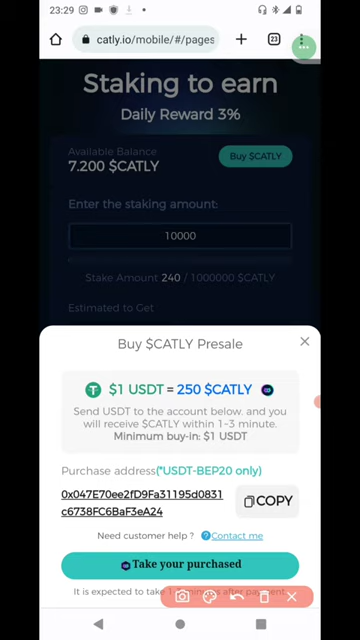 23:29
catly.io/mobile/#/pages
23
Staking to earn
Daily Reward 3%
Available Balance
7.200 $CATLY
Buy $CATLY
Enter the staking amount:
10000
Stake Amount 240 / 1000000 $CATLY
Estimated to Get
Buy $CATLY Presale
$1 USDT = 250 $CATLY
Send USDT to the account below. and you
will receive $CATLY within 1-3 minute.
Minimum buy-in: $1 USDT
Purchase address(*USDT-BEP20 only)
0x047E70ee2fD9Fa31195d0831
c6738FC6BaF3eA24
COPY
Need customer help ? Contact me
Take your purchased
It is expected to take